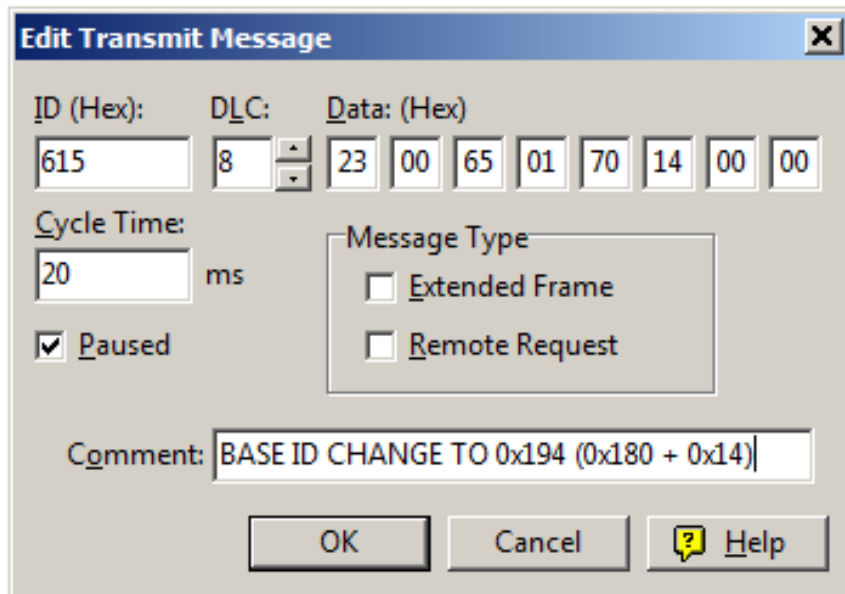 Edit Transmit Message
ID (Hex): DLC: Data: (Hex)
615 8 23 00 65 01 70 14 00 00
Cycle Time:
20 ms
Message Type
Extended Frame
Paused Remote Request
Comment: BASE ID CHANGE TO 0x194 (0x180 + 0x14)
OK Cancel Help